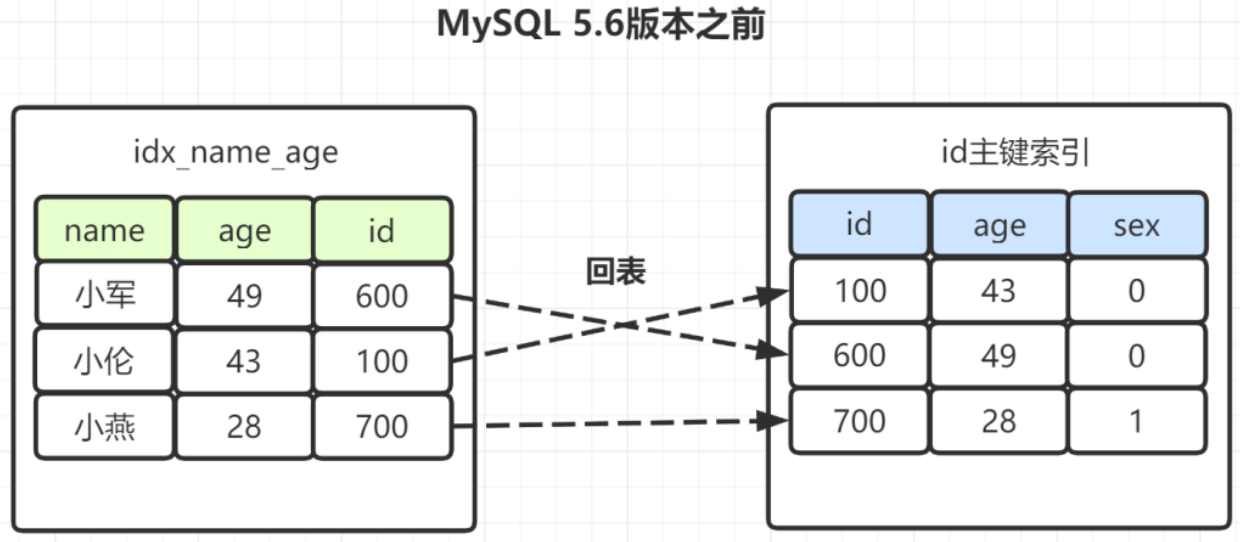 MySQL 5.6版本之前
idx_name_age
name age id
小军 49 600
小伦 43 100
小燕 28 700
回表
id主键索引
id age sex
100 43 0
600 49 0
700 28 1